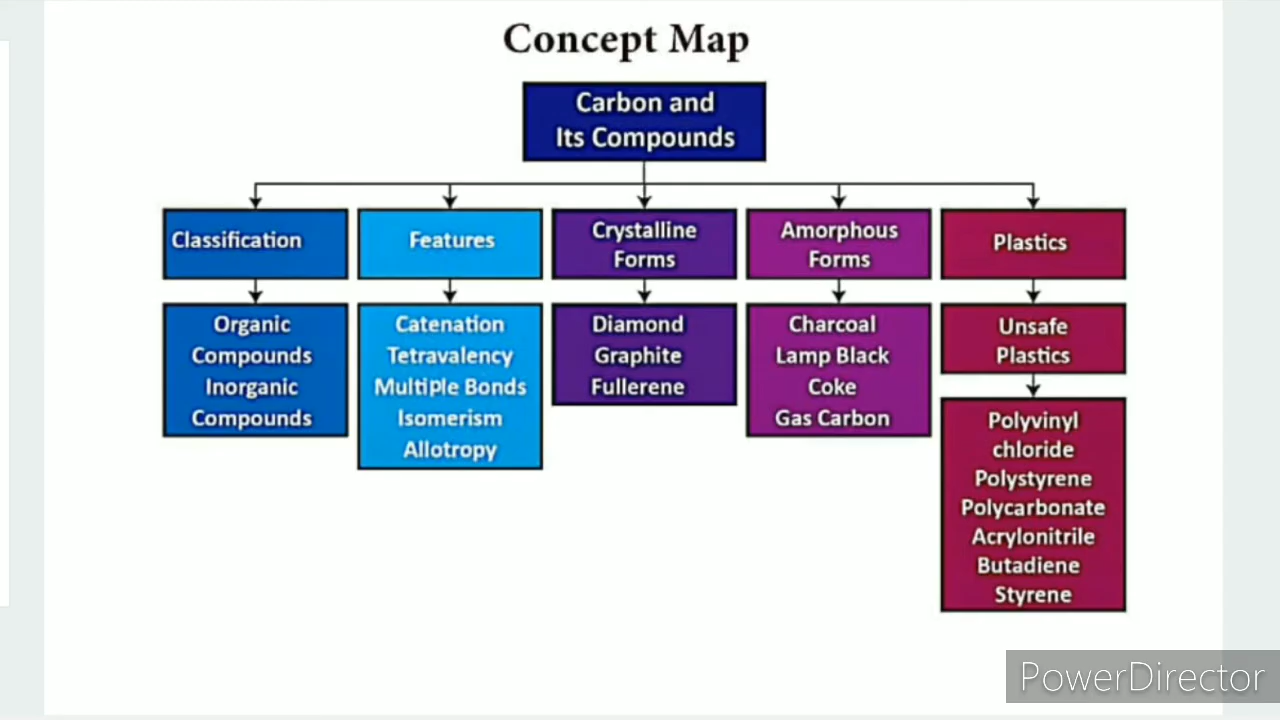 Concept Map
Carbon and
Its Compounds
Classification
Features
Crystalline
Forms
Amorphous
Forms
Plastics
Organic
Compounds
Inorganic
Compounds
Catenation
Tetravalency
Multiple Bonds
Isomerism
Allotropy
Diamond
Graphite
Fullerene
Charcoal
Lamp Black
Coke
Gas Carbon
Unsafe
Plastics
Polyvinyl
chloride
Polystyrene
Polycarbonate
Acrylonitrile
Butadiene
Styrene
PowerDirector